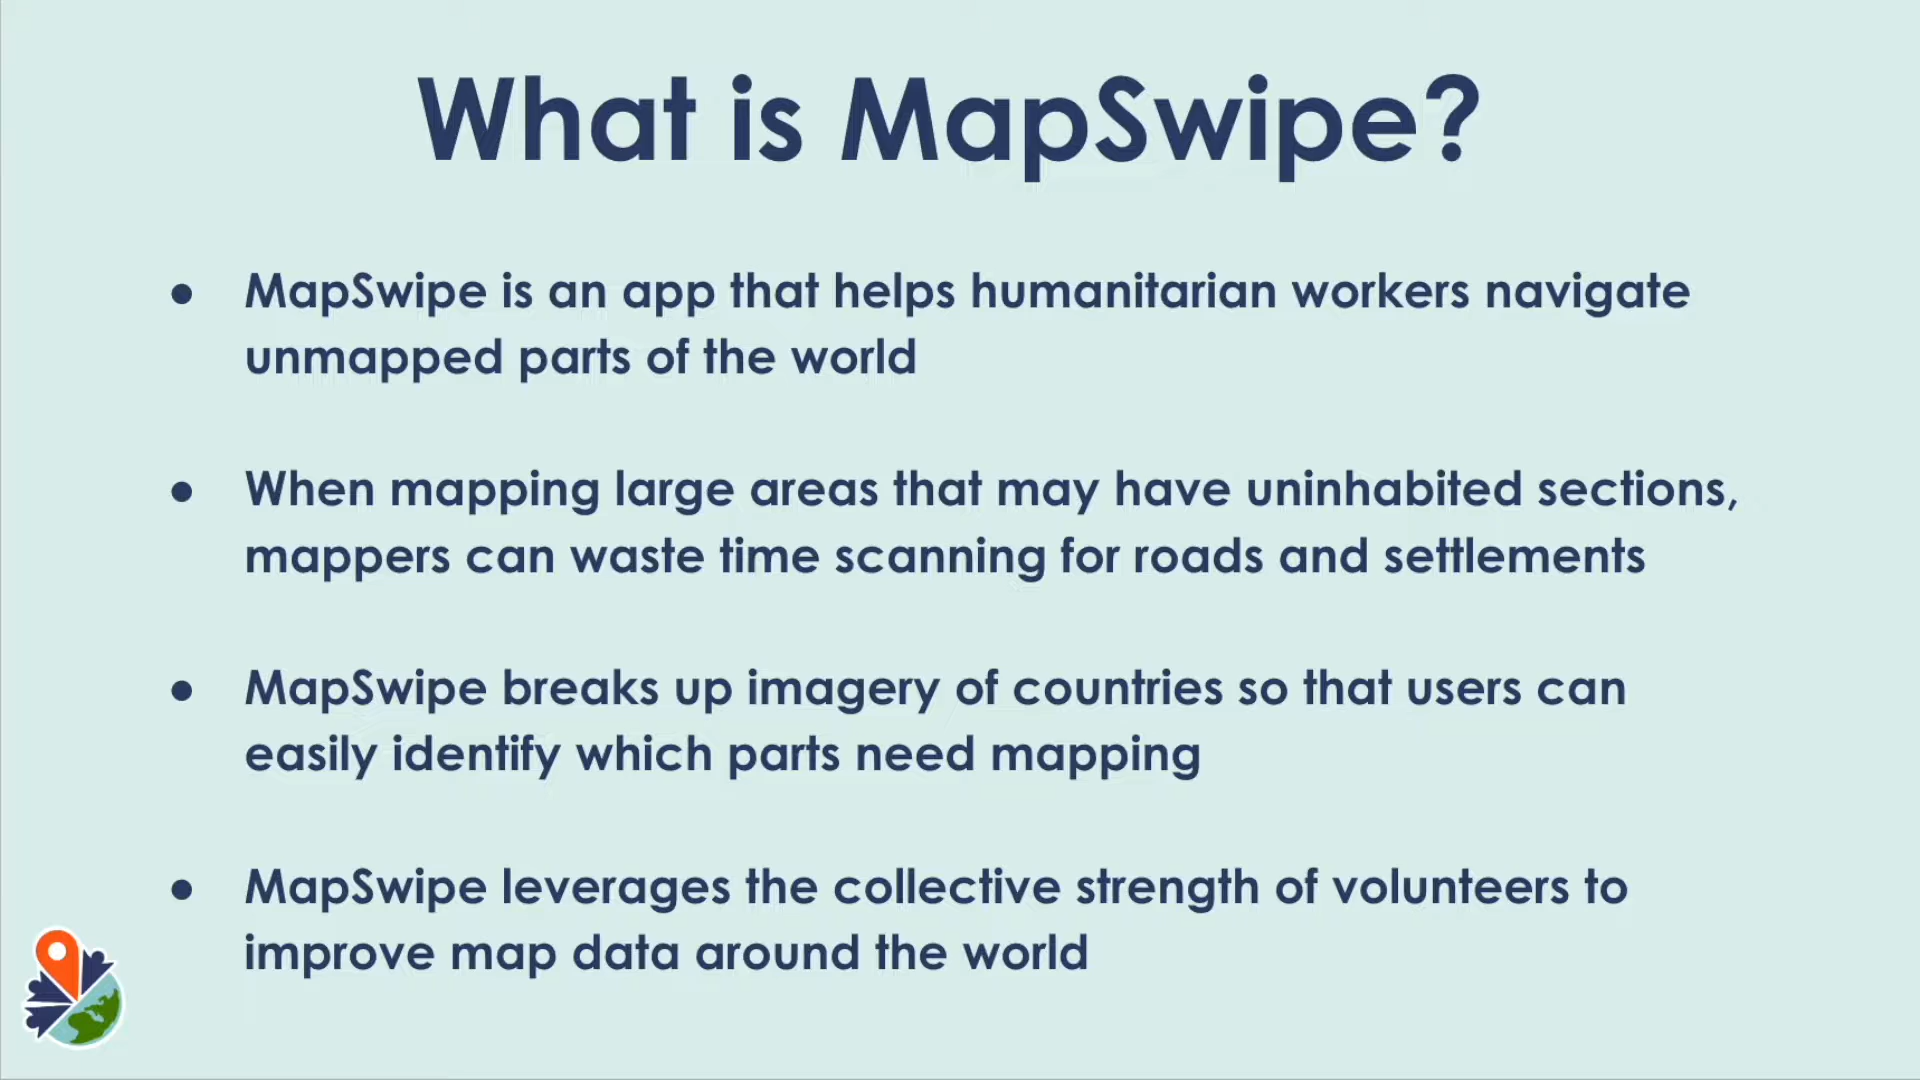 What is MapSwipe?
● MapSwipe is an app that helps humanitarian workers navigate
unmapped parts of the world
● When mapping large areas that may have uninhabited sections,
mappers can waste time scanning for roads and settlements
● MapSwipe breaks up imagery of countries so that users can
easily identify which parts need mapping
● MapSwipe leverages the collective strength of volunteers to
improve map data around the world